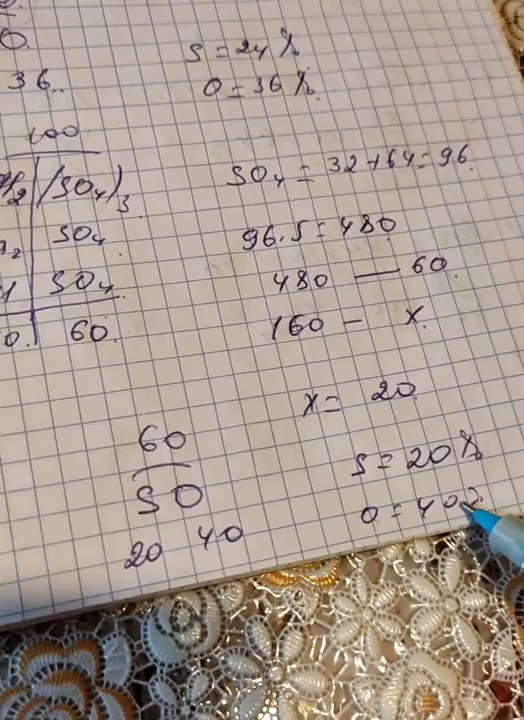 S = 24 %
36.
O = 36 %.
100
(SO4)3
SO4 = 32 + 64 = 96.
SO4
96 . 5 = 480
SO4
480 — 60.
60.
160 — x.
x = 20
60
SO
S = 20 %
20 40
O = 40